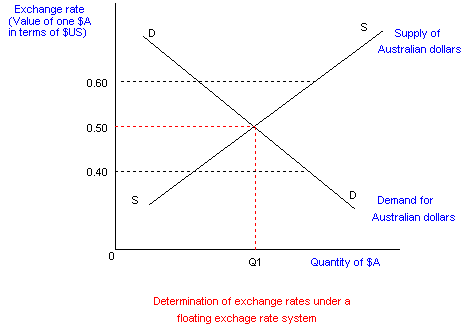 Exchange rate
(Value of one $A
in terms of $US)
D
S
Supply of
Australian dollars
0.60
0.50
0.40
S
D
Demand for
Australian dollars
0
Q1
Quantity of $A
Determination of exchange rates under a
floating exchage rate system